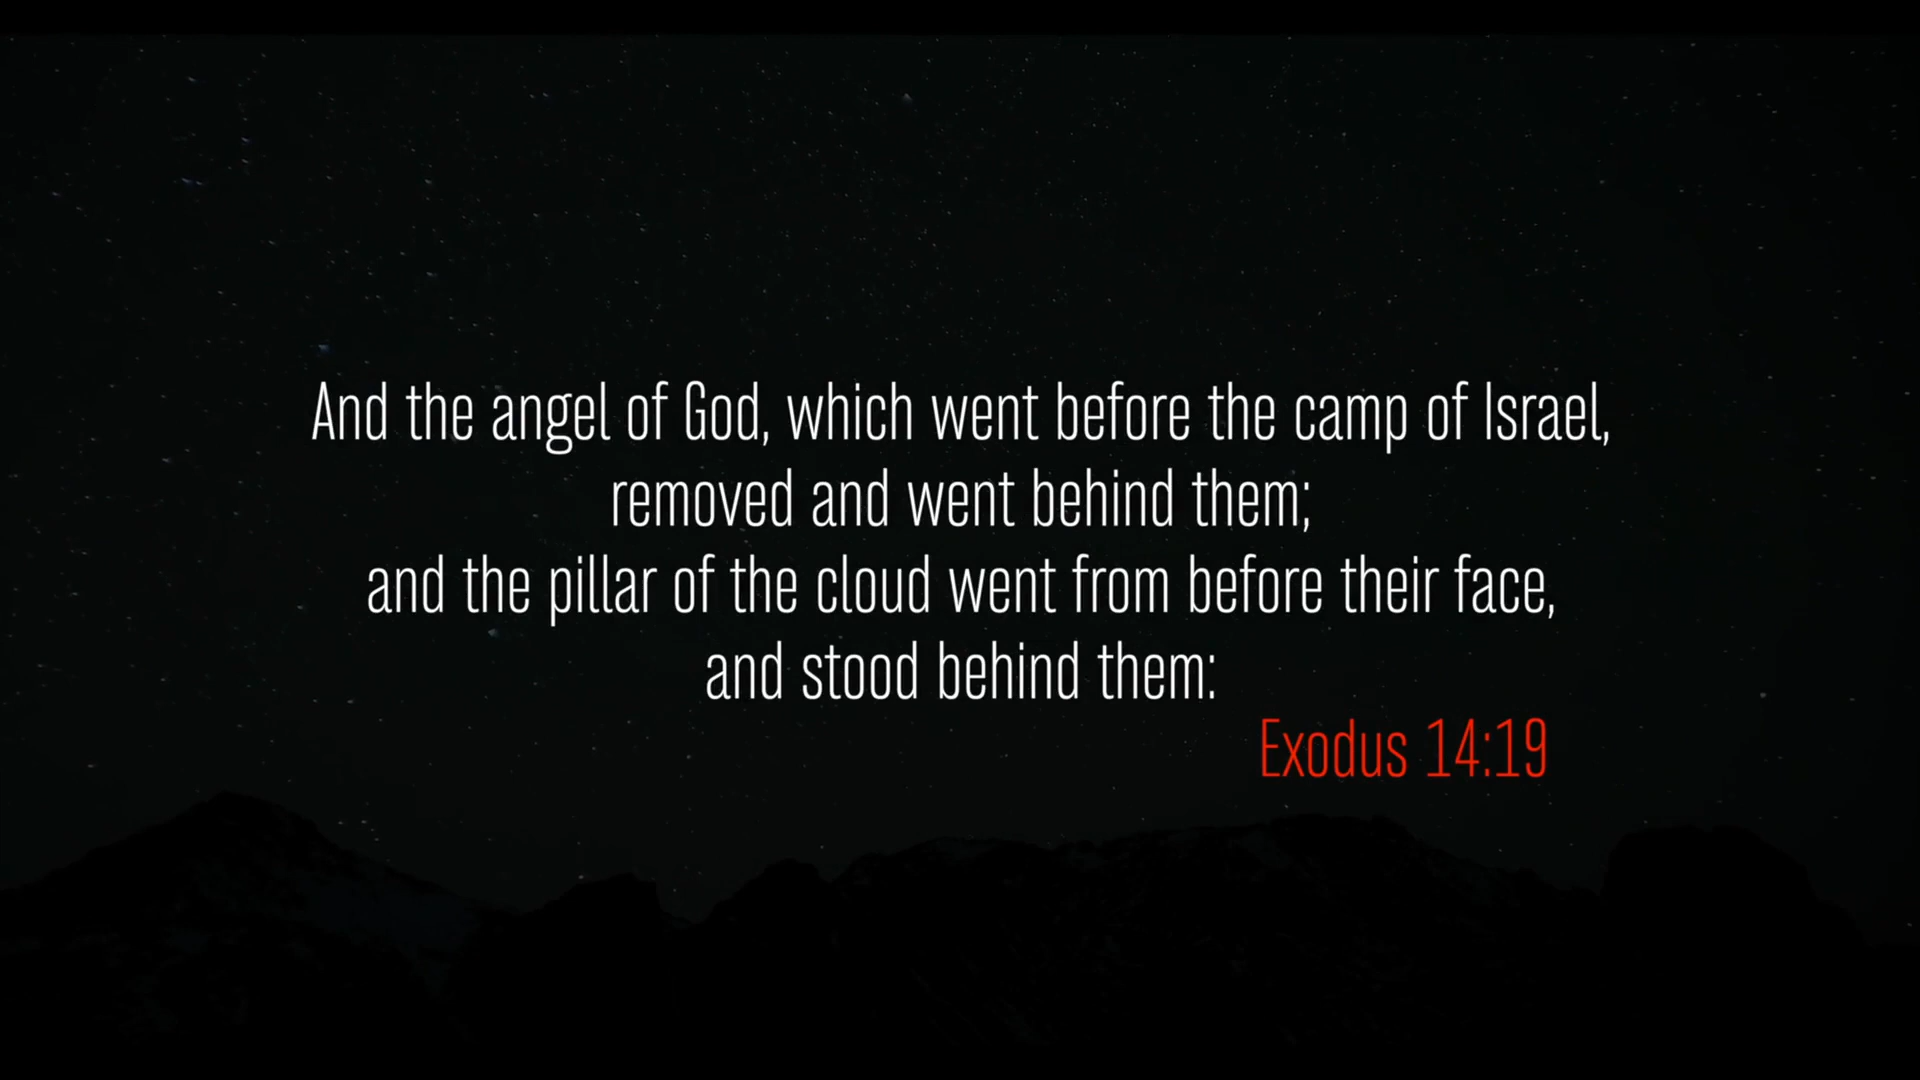 And the angel of God, which went before the camp of Israel,
removed and went behind them;
and the pillar of the cloud went from before their face,
and stood behind them:
Exodus 14:19